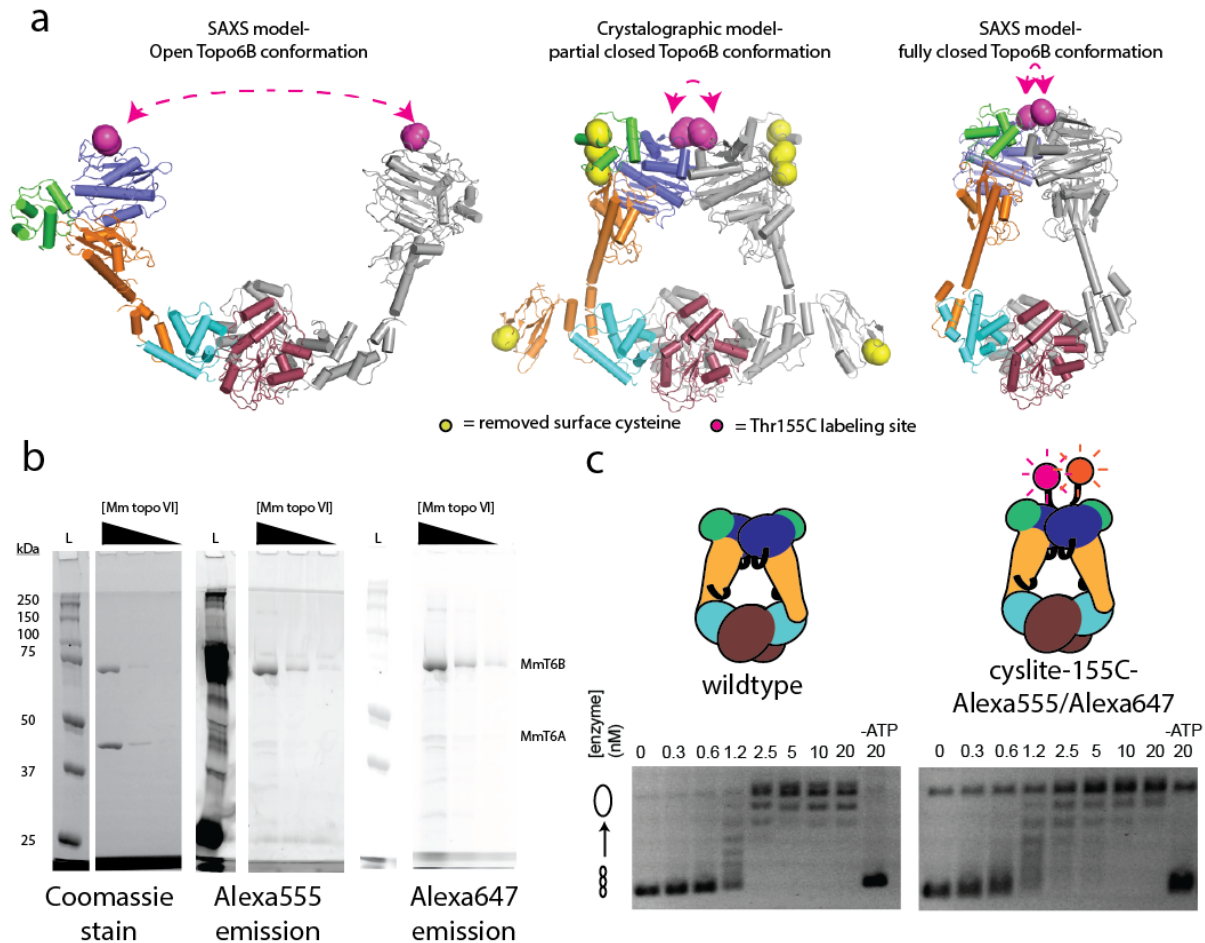 a
SAXS model-
Open Topo6B conformation
Crystalographic model-
partial closed Topo6B conformation
SAXS model-
fully closed Topo6B conformation
= removed surface cysteine
= Thr155C labeling site
b
[Mm topo VI]
[Mm topo VI]
L
L
L
kDa
250
150
100
75
50
37
25
MmT6B
MmT6A
Coomassie
stain
Alexa555
emission
Alexa647
emission
c
wildtype
cyslite-155C-
Alexa555/Alexa647
[enzyme]
(nM)
-ATP
0 0.3 0.6 1.2 2.5 5 10 20 20
-ATP
0 0.3 0.6 1.2 2.5 5 10 20 20